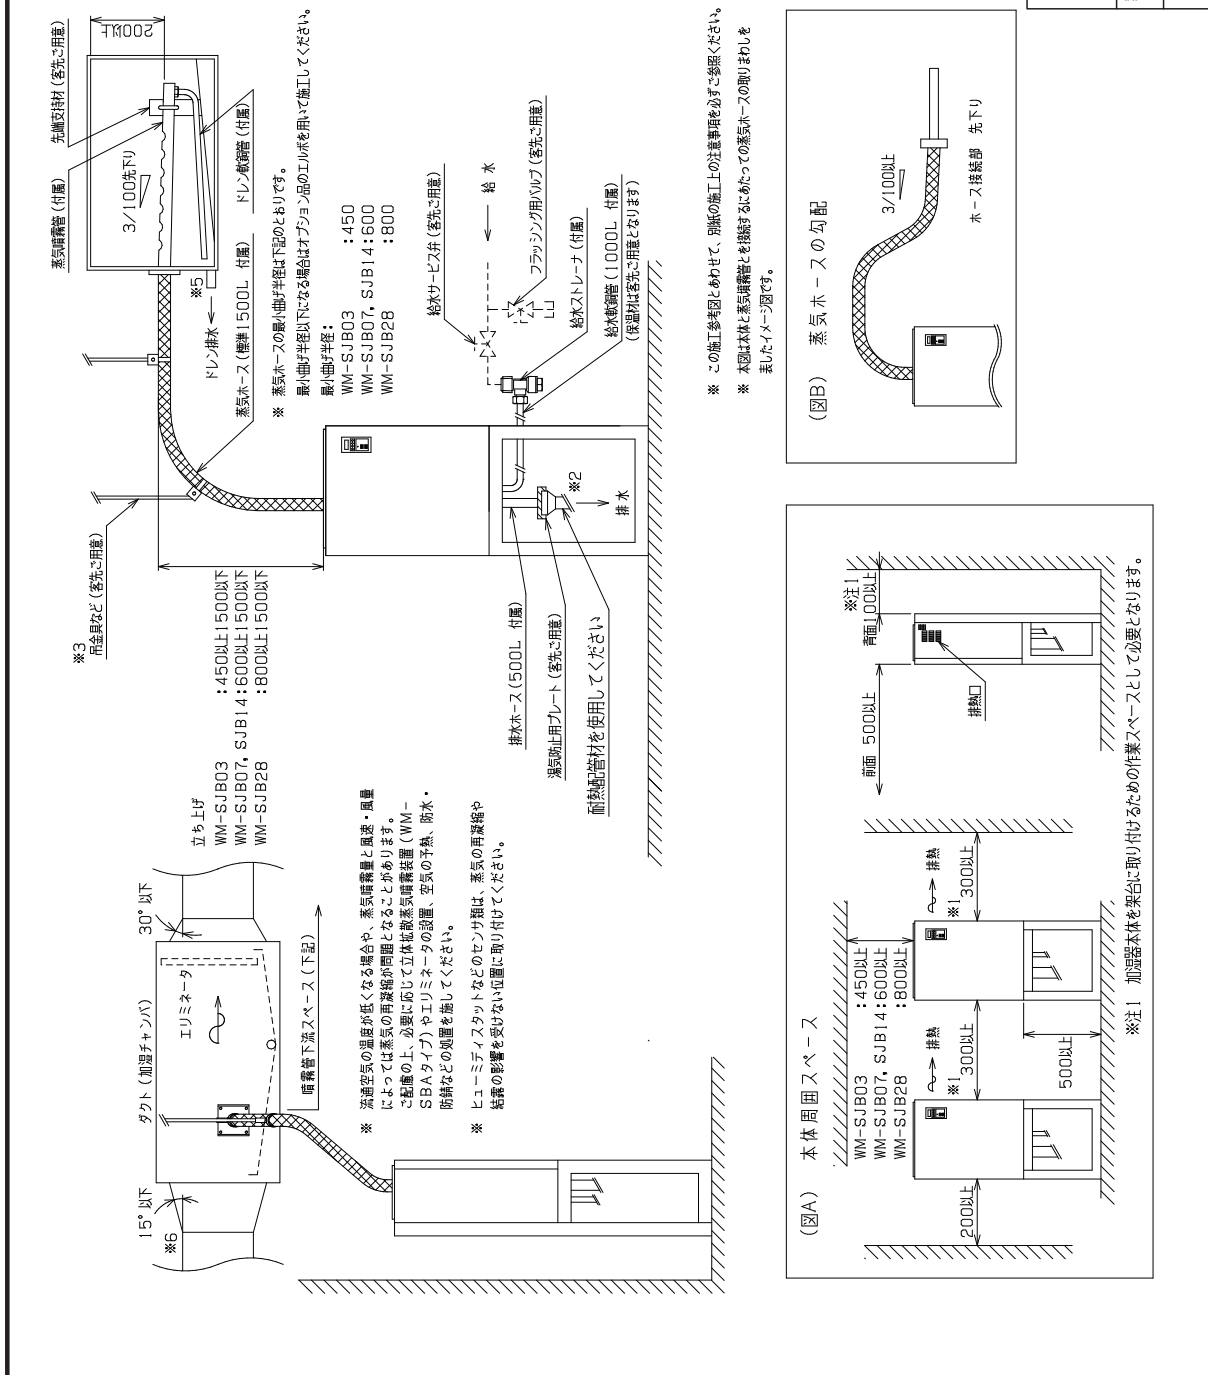 ダクト（加湿チャンバ）
15°以下
※6
30°以下
エリミネータ
噴霧管下流スペース（下記）
立ち上げ
WM-SJB03　　　　：450以上1500以下
WM-SJB07，SJB14：600以上1500以下
WM-SJB28　　　　：800以上1500以下
※3
吊金具など（客先ご用意）
蒸気噴霧管（付属）
先端支持材（客先ご用意）
200以上
3/100先下り
ドレン軟銅管（付属）
※5
ドレン排水
蒸気ホース（標準1500L　付属）
※　蒸気ホースの最小曲げ半径は下記のとおりです。
最小曲げ半径以下になる場合はオプション品のエルボを用いて施工してください。
最小曲げ半径：
WM-SJB03　　　　：450
WM-SJB07，SJB14：600
WM-SJB28　　　　：800
給水サービス弁（客先ご用意）
給水
フラッシング用バルブ（客先ご用意）
給水ストレーナ（付属）
給水軟銅管（1000L　付属）
（保温材は客先ご用意となります）
※2
排水
排水ホース（500L　付属）
湯気防止用プレート（客先ご用意）
耐熱配管材を使用してください
※　流通空気の温度が低くなる場合や、蒸気噴霧量と風速・風量
によっては蒸気の再凝縮が問題となることがあります。
ご配慮の上、必要に応じて立体拡散蒸気噴霧装置（WM-
SBAタイプ）やエリミネータの設置、空気の予熱、防水・
防錆などの処置を施してください。
※　ヒューミディスタットなどのセンサ類は、蒸気の再凝縮や
結露の影響を受けない位置に取り付けてください。
※　この施工参考図とあわせて、別紙の施工上の注意事項を必ずご参照ください。
※　本図は本体と蒸気噴霧管とを接続するにあたっての蒸気ホースの取りまわしを
表したイメージ図です。
（図A）　本体周囲スペース
WM-SJB03　　　　：450以上
WM-SJB07，SJB14：600以上
WM-SJB28　　　　：800以上
200以上
※1
300以上
排熱
500以上
※1
300以上
排熱
前面　500以上
背面100以上
※注1
排熱口
※注1　加湿器本体を架台に取り付けるための作業スペースとして必要となります。
（図B）　蒸気ホースの勾配
3/100以上
ホース接続部　先下り